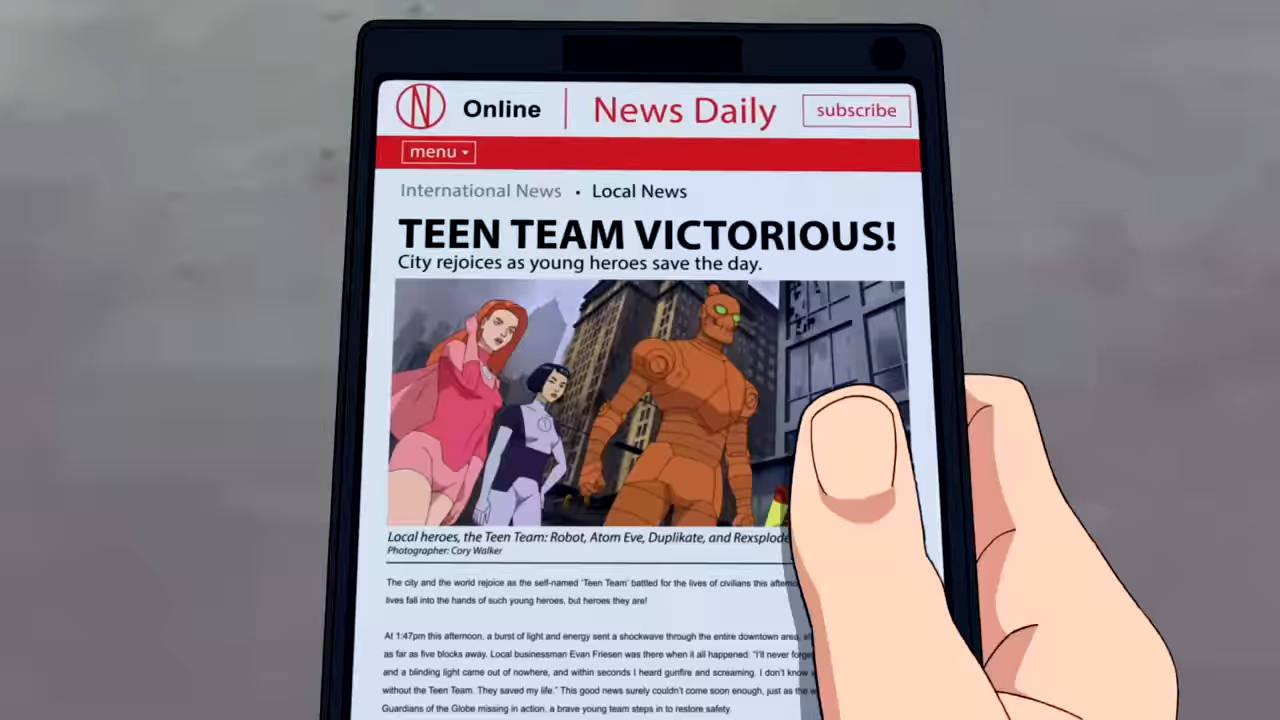 N Online News Daily subscribe
menu
International News • Local News
TEEN TEAM VICTORIOUS!
City rejoices as young heroes save the day.
1
Local heroes, the Teen Team: Robot, Atom Eve, Duplikate, and Rexsplode
Photographer: Cory Walker
The city and the world rejoice as the self-named 'Teen Team' battled for the lives of civilians this
lives fall into the hands of such young heroes, but heroes they are!
At 1:47pm this afternoon, a burst of light and energy sent a shockwave through the entire downtown area,
as far as five blocks away. Local businessman Evan Friesen was there when it all happened: "I'll never forget
and a blinding light came out of nowhere, and within seconds I heard gunfire and screaming. I don't know
without the Teen Team. They saved my life." This good news surely couldn't come soon enough, just as the
Guardians of the Globe missing in action, a brave young team steps in to restore safety.